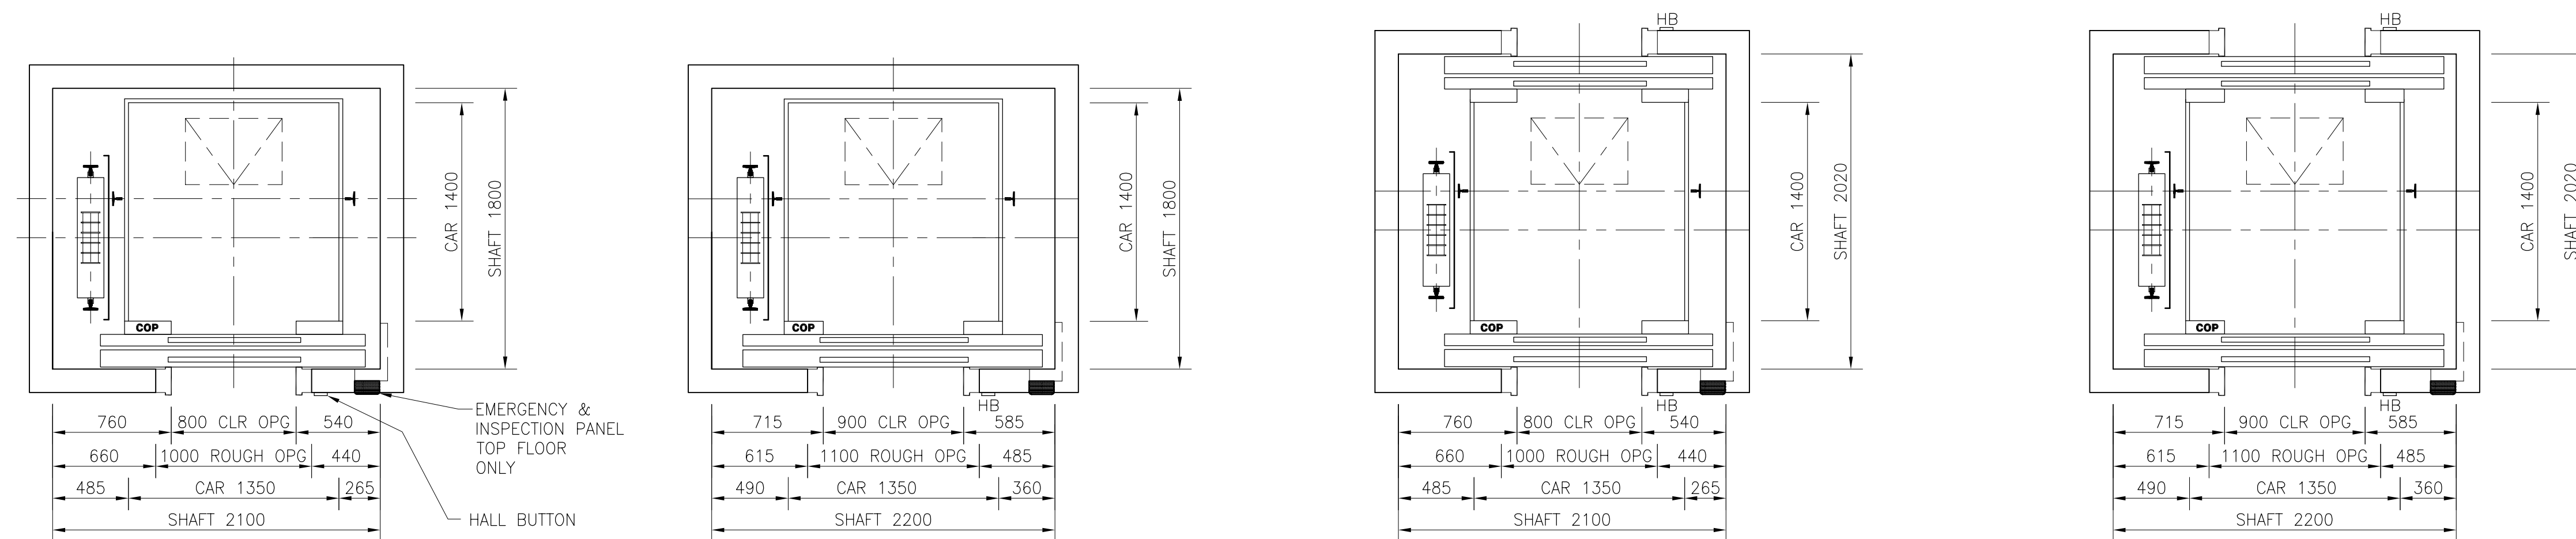 CAR 1400
SHAFT 1800
COP
760 800 CLR OPG 540
660 1000 ROUGH OPG 440
485 CAR 1350 265
SHAFT 2100
EMERGENCY &
INSPECTION PANEL
TOP FLOOR
ONLY
HALL BUTTON
CAR 1400
SHAFT 1800
COP
HB
715 900 CLR OPG 585
615 1100 ROUGH OPG 485
490 CAR 1350 360
SHAFT 2200
HB
CAR 1400
SHAFT 2020
COP
HB
760 800 CLR OPG 540
660 1000 ROUGH OPG 440
485 CAR 1350 265
SHAFT 2100
HB
CAR 1400
SHAFT 2020
COP
HB
715 900 CLR OPG 585
615 1100 ROUGH OPG 485
490 CAR 1350 360
SHAFT 2200